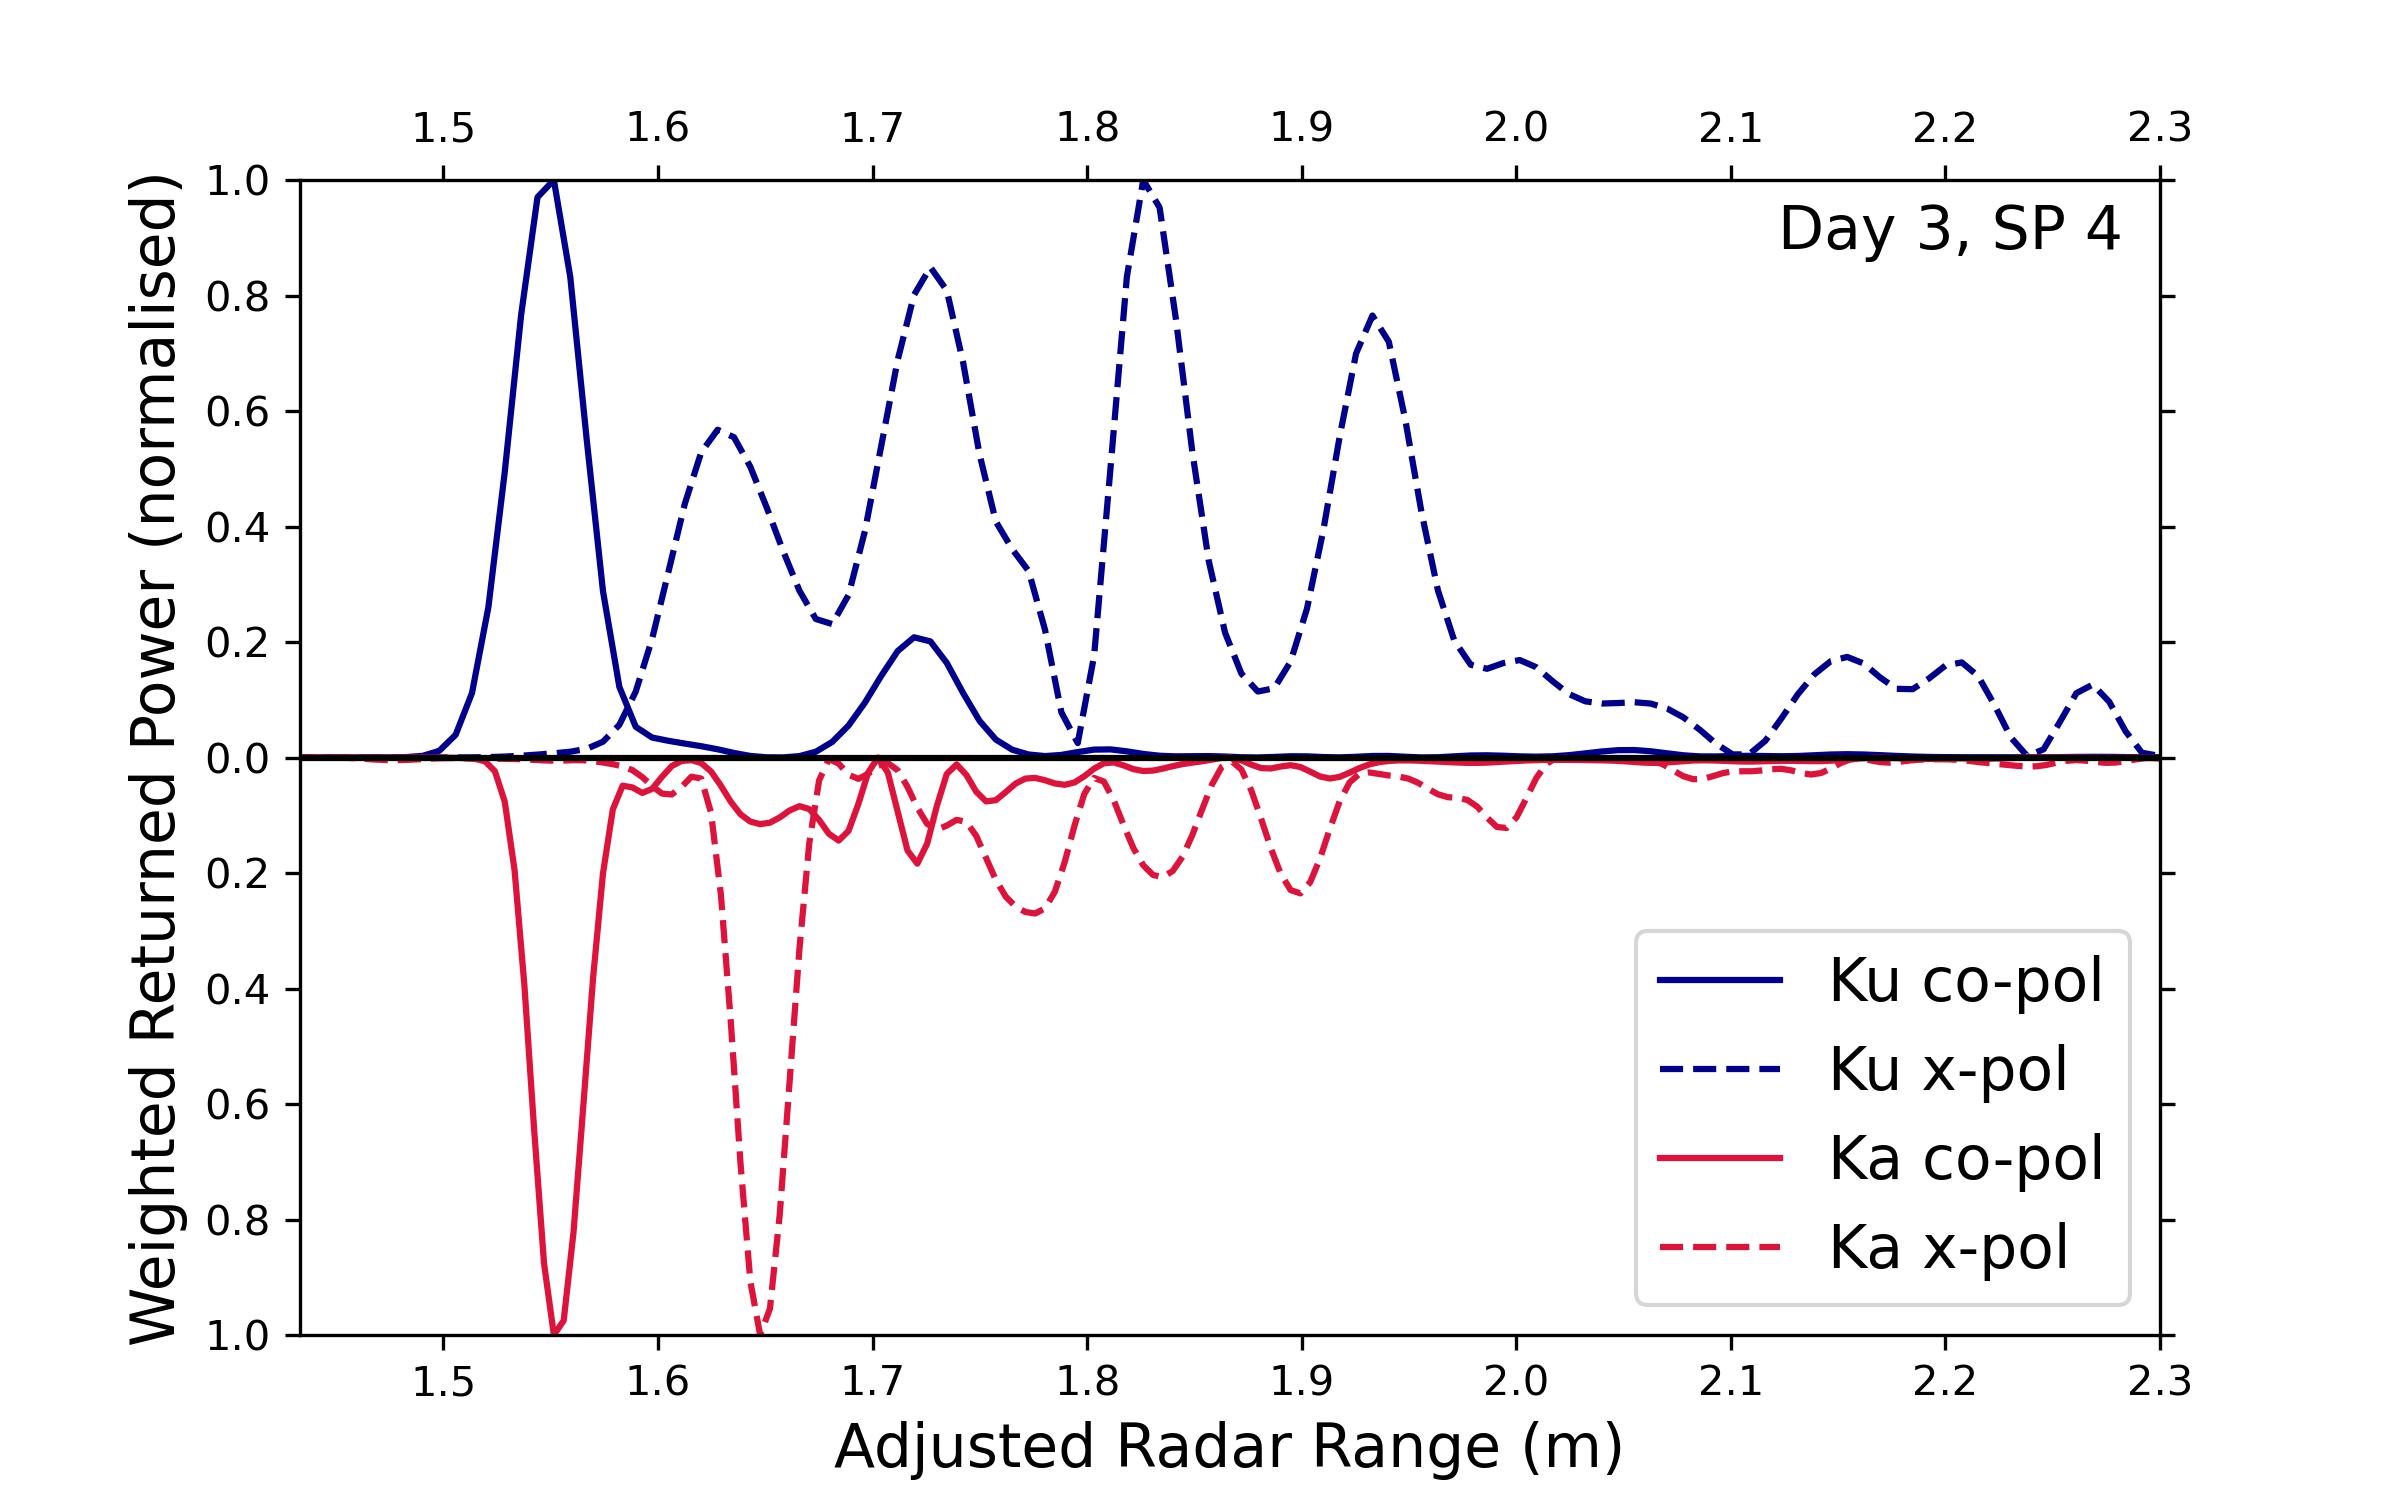 1.5 1.6 1.7 1.8 1.9 2.0 2.1 2.2 2.3
Day 3, SP 4
Weighted Returned Power (normalised)
1.0
0.8
0.6
0.4
0.2
0.0
0.2
0.4
0.6
0.8
1.0
Ku co-pol
Ku x-pol
Ka co-pol
Ka x-pol
1.5 1.6 1.7 1.8 1.9 2.0 2.1 2.2 2.3
Adjusted Radar Range (m)